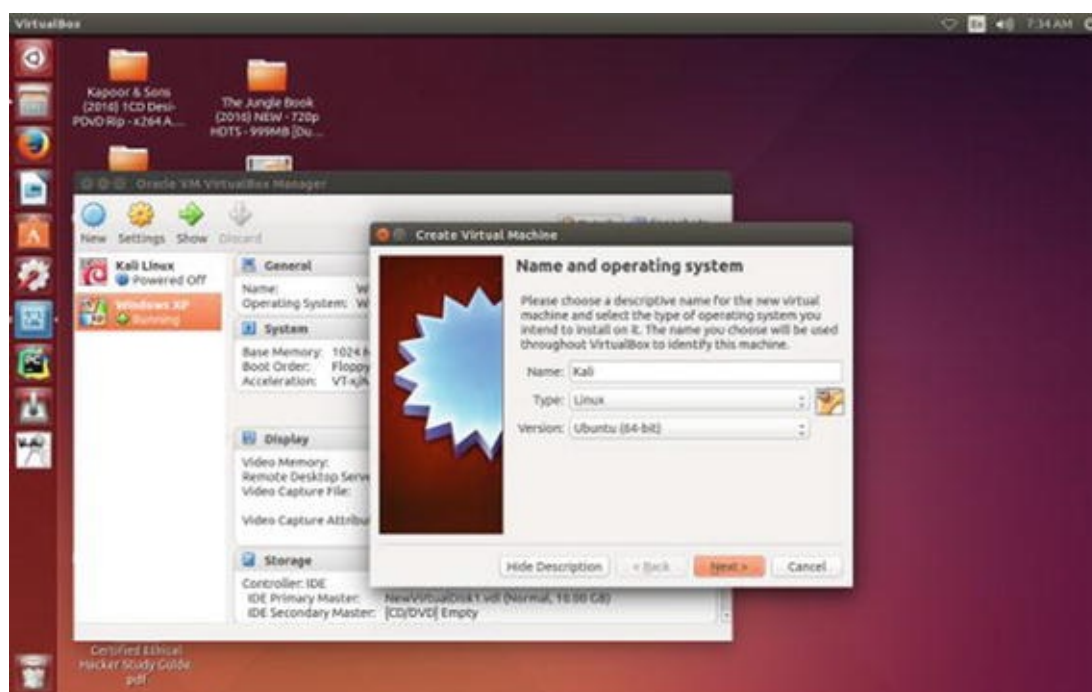 VirtualBox
En
7:34 AM
Kapoor & Sons
(2016) 1CD Desi-
PDvD Rip - x264 A...
The Jungle Book
(2016) NEW - 720p
HDTS - 999MB [Du...
Oracle VM VirtualBox Manager
New
Settings
Show
Discard
Kali Linux
Powered Off
Windows XP
Running
General
Name:
Operating System:
System
Base Memory: 1024 M
Boot Order: Floppy
Acceleration:
Display
Video Memory:
Remote Desktop Serve
Video Capture File:
Video Capture Attribu
Storage
Controller: IDE
IDE Primary Master: NewVirtualDisk1.vdi (Normal, 10.00 GB)
IDE Secondary Master: [CD/DVD] Empty
Create Virtual Machine
Name and operating system
Please choose a descriptive name for the new virtual
machine and select the type of operating system you
intend to install on it. The name you choose will be used
throughout VirtualBox to identify this machine.
Name: Kali
Type: Linux
Version: Ubuntu (64-bit)
Hide Description
< Back
Next >
Cancel
Certified Ethical
Hacker Study Guide.
pdf